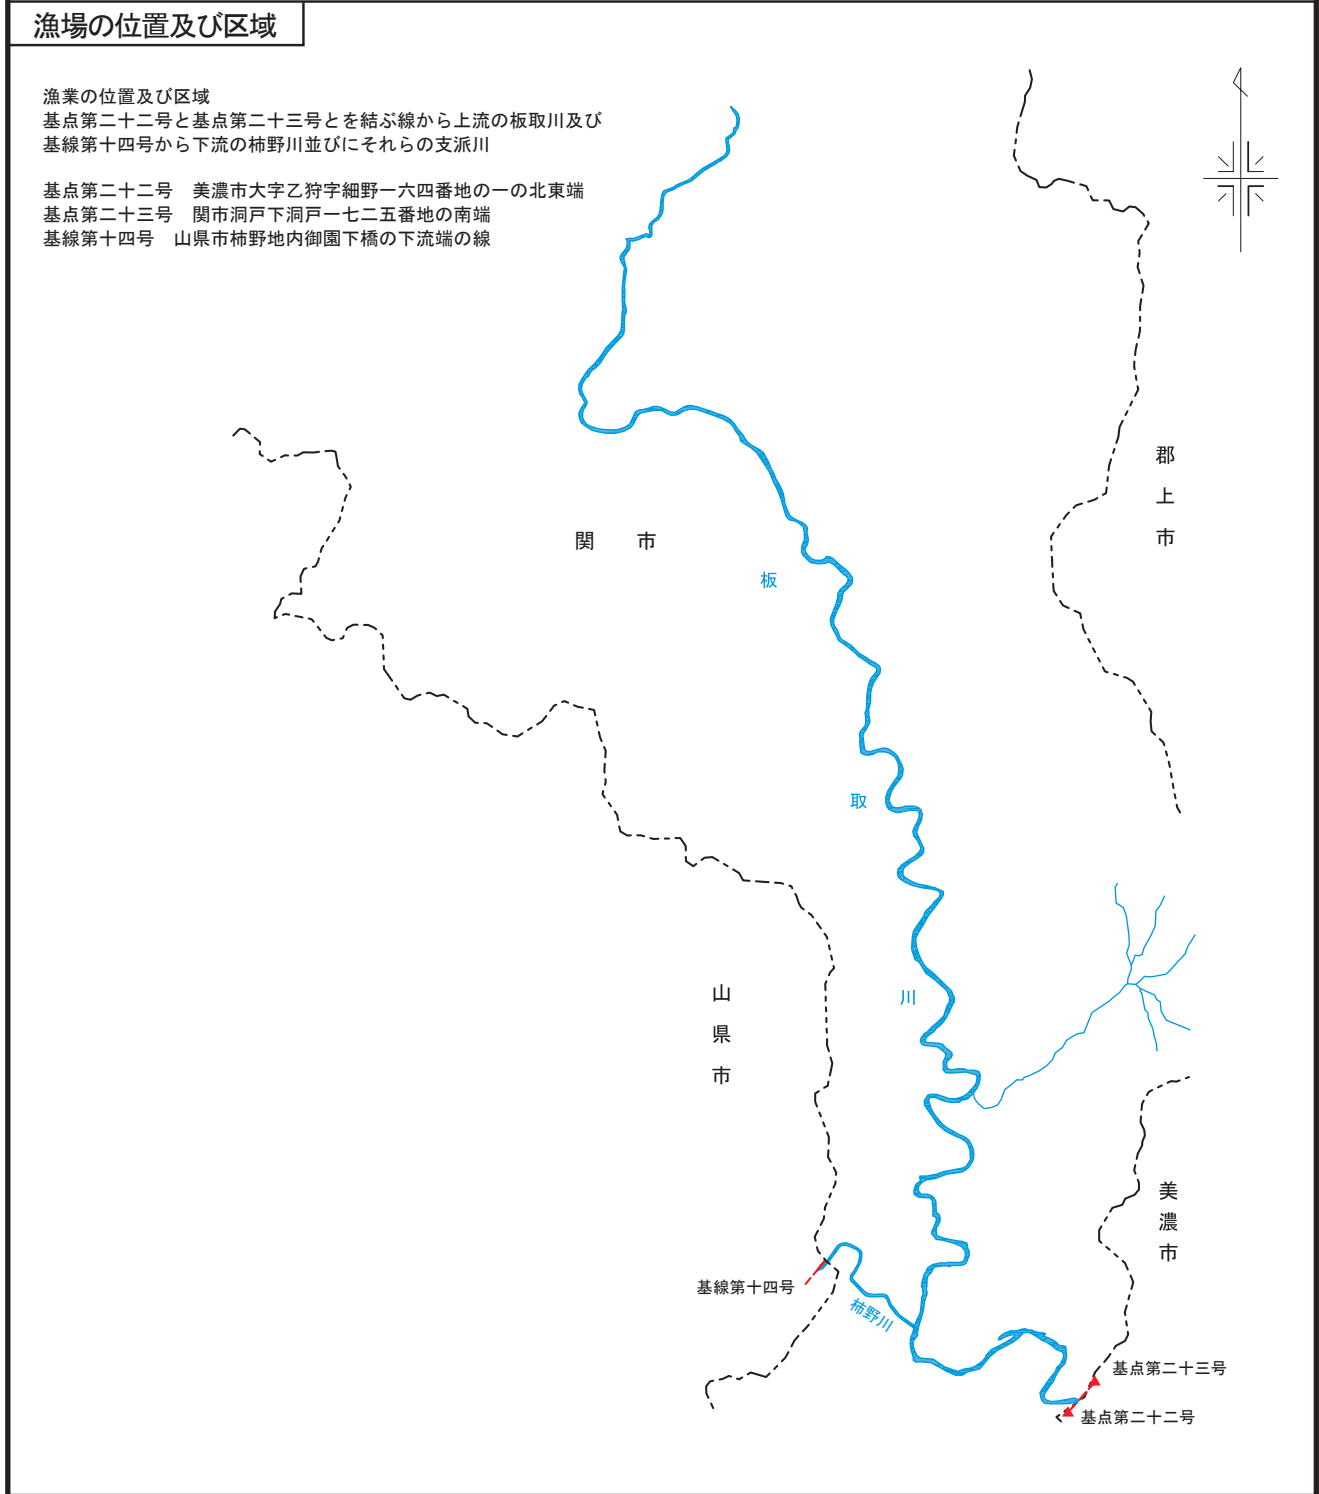 漁場の位置及び区域
漁業の位置及び区域
基点第二十二号と基点第二十三号とを結ぶ線から上流の板取川及び
基線第十四号から下流の柿野川並びにそれらの支派川
基点第二十二号　美濃市大字乙狩字細野一六四番地の一の北東端
基点第二十三号　関市洞戸下洞戸一七二五番地の南端
基線第十四号　山県市柿野地内御園下橋の下流端の線
郡上市
関　市
板取川
山県市
美濃市
基線第十四号
柿野川
基点第二十三号
基点第二十二号